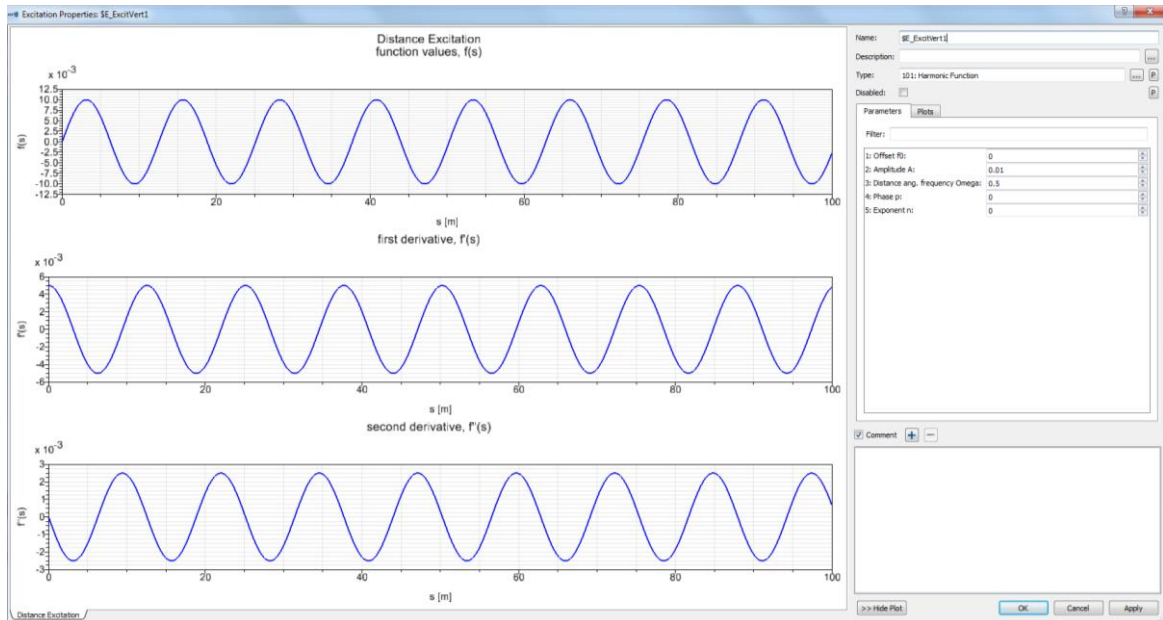 Excitation Properties: $E_ExcitVert1
Distance Excitation
function values, f(s)
x 10^-3
12.5
10.0
7.5
5.0
2.5
0.0
-2.5
-5.0
-7.5
-10.0
-12.5
f(s)
0 20 40 60 80 100
s [m]
first derivative, f'(s)
x 10^-3
6
4
2
0
-2
-4
-6
f'(s)
0 20 40 60 80 100
s [m]
second derivative, f''(s)
x 10^-3
3
2
1
0
-1
-2
-3
f''(s)
0 20 40 60 80 100
s [m]
Distance Excitation
Name: $E_ExcitVert1
Description: ...
Type: 101: Harmonic Function ... P
Disabled: P
Parameters Plots
Filter:
1: Offset f0: 0
2: Amplitude A: 0.01
3: Distance ang. frequency Omega: 0.5
4: Phase p: 0
5: Exponent n: 0
Comment
>> Hide Plot OK Cancel Apply